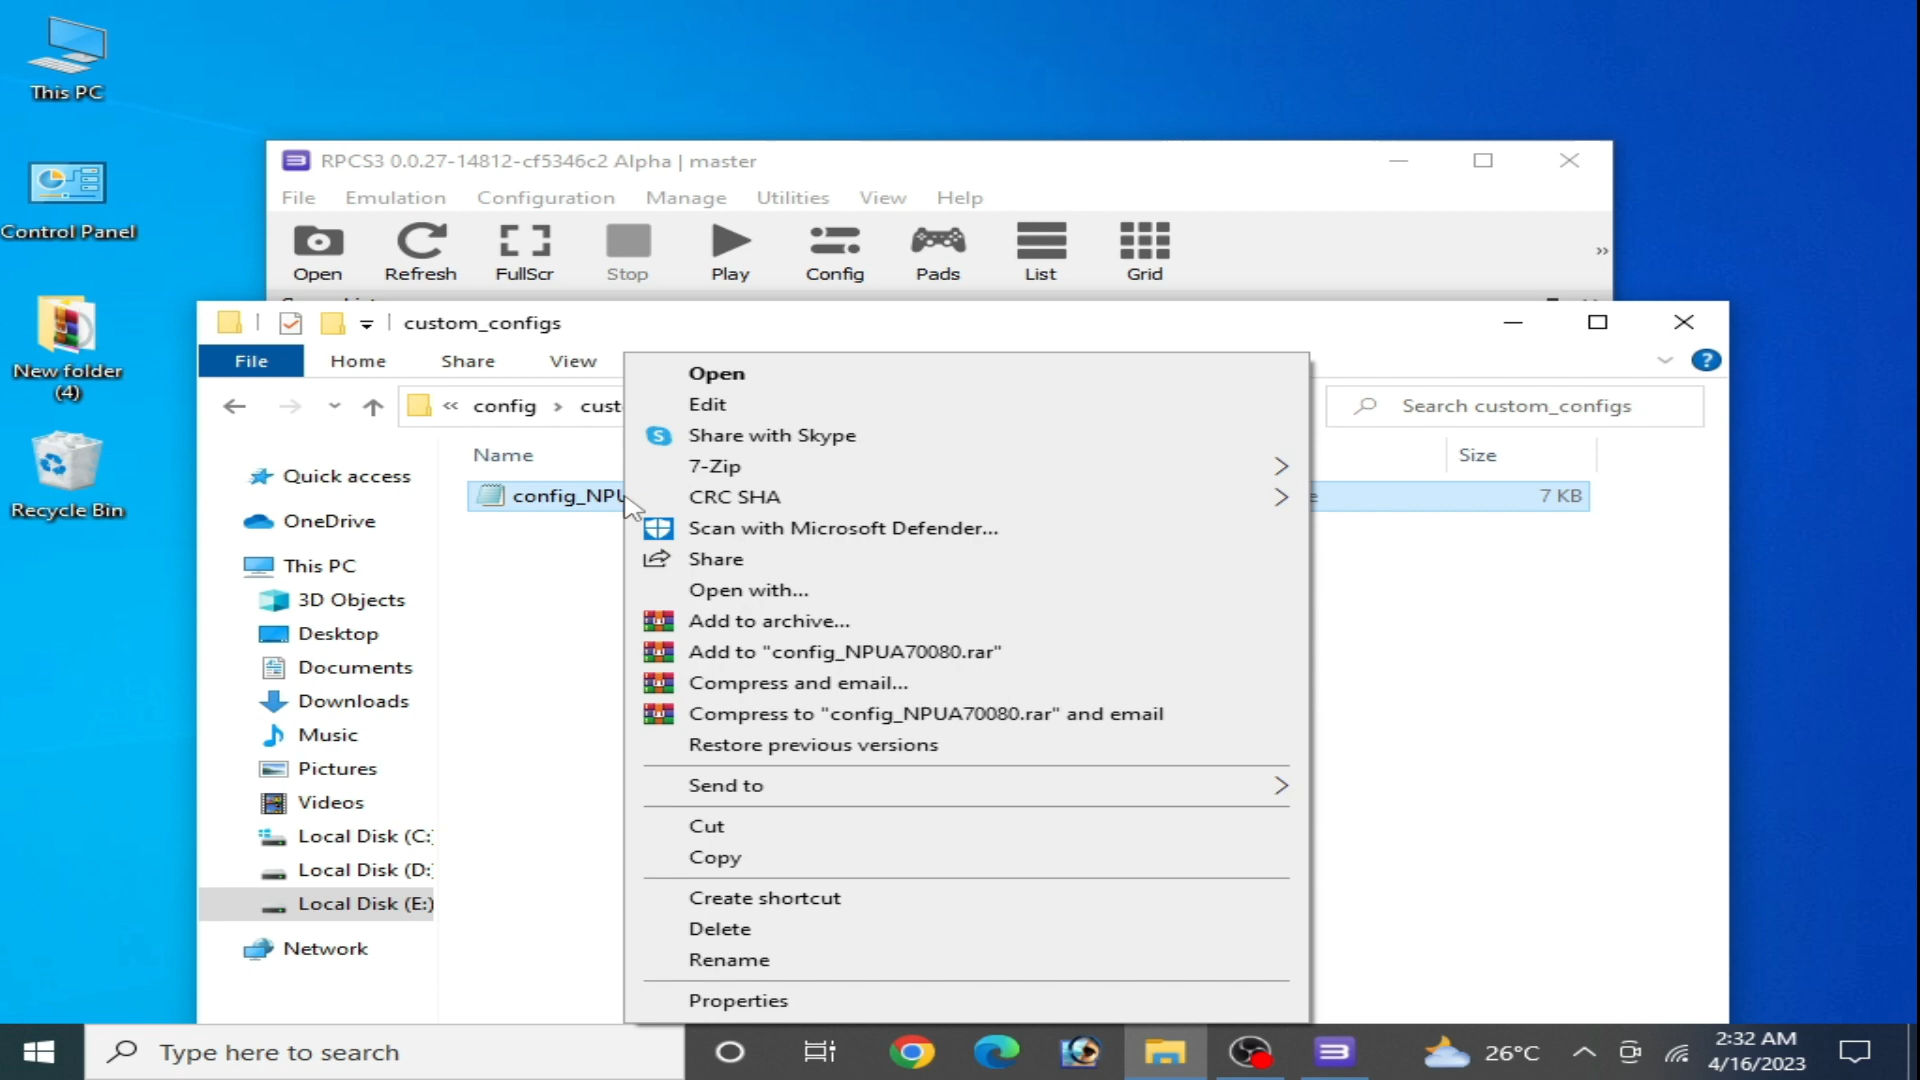 This PC
Control Panel
New folder
(4)
Recycle Bin
RPCS3 0.0.27-14812-cf5346c2 Alpha | master
File Emulation Configuration Manage Utilities View Help
Open Refresh FullScr Stop Play Config Pads List Grid »
custom_configs
File Home Share View
« config > cust
Search custom_configs
Name Size
config_NPU
7 KB
Quick access
OneDrive
This PC
3D Objects
Desktop
Documents
Downloads
Music
Pictures
Videos
Local Disk (C:
Local Disk (D:
Local Disk (E:)
Network
Open
Edit
Share with Skype
7-Zip
CRC SHA
Scan with Microsoft Defender...
Share
Open with...
Add to archive...
Add to "config_NPUA70080.rar"
Compress and email...
Compress to "config_NPUA70080.rar" and email
Restore previous versions
Send to
Cut
Copy
Create shortcut
Delete
Rename
Properties
Type here to search
26°C
2:32 AM
4/16/2023